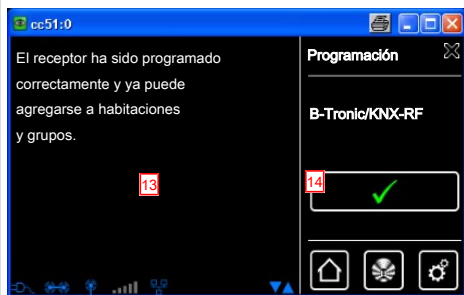 cc51:0
El receptor ha sido programado
correctamente y ya puede
agregarse a habitaciones
y grupos.
13
Programación
B-Tronic/KNX-RF
14